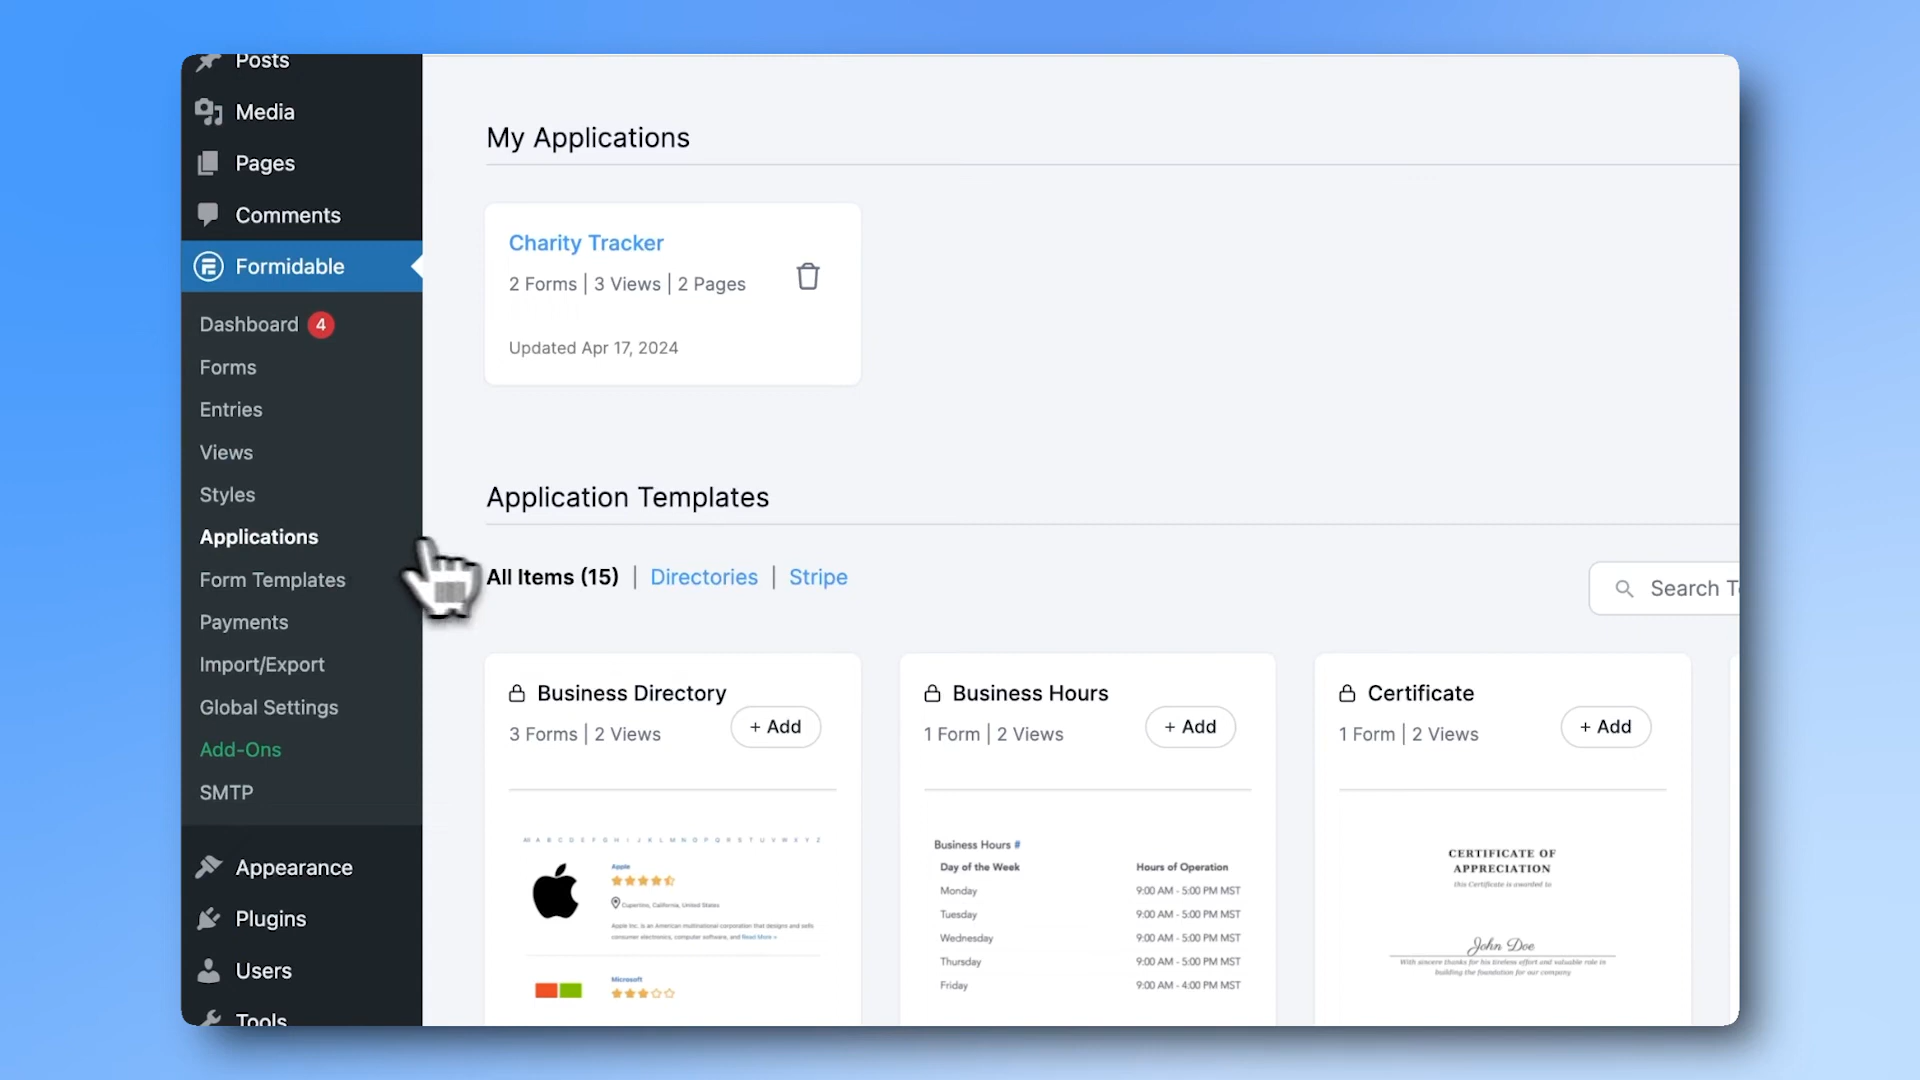 Posts
Media
Pages
Comments
Formidable
Dashboard 4
Forms
Entries
Views
Styles
Applications
Form Templates
Payments
Import/Export
Global Settings
Add-Ons
SMTP
Appearance
Plugins
Users
Tools
My Applications
Charity Tracker
2 Forms | 3 Views | 2 Pages
Updated Apr 17, 2024
Application Templates
All Items (15) | Directories | Stripe
Search T
Business Directory
3 Forms | 2 Views
+ Add
All A B C D E F G H I J K L M N O P Q R S T U V W X Y Z
Apple
Cupertino, California, United States
Apple Inc. is an American multinational corporation that designs and sells
consumer electronics, computer software, and Read More »
Microsoft
Business Hours
1 Form | 2 Views
+ Add
Business Hours #
Day of the Week Hours of Operation
Monday 9:00 AM - 5:00 PM MST
Tuesday 9:00 AM - 5:00 PM MST
Wednesday 9:00 AM - 5:00 PM MST
Thursday 9:00 AM - 5:00 PM MST
Friday 9:00 AM - 4:00 PM MST
Certificate
1 Form | 2 Views
+ Add
CERTIFICATE OF
APPRECIATION
this Certificate is awarded to
John Doe
With sincere thanks for his tireless effort and valuable role in
building the foundation for our company